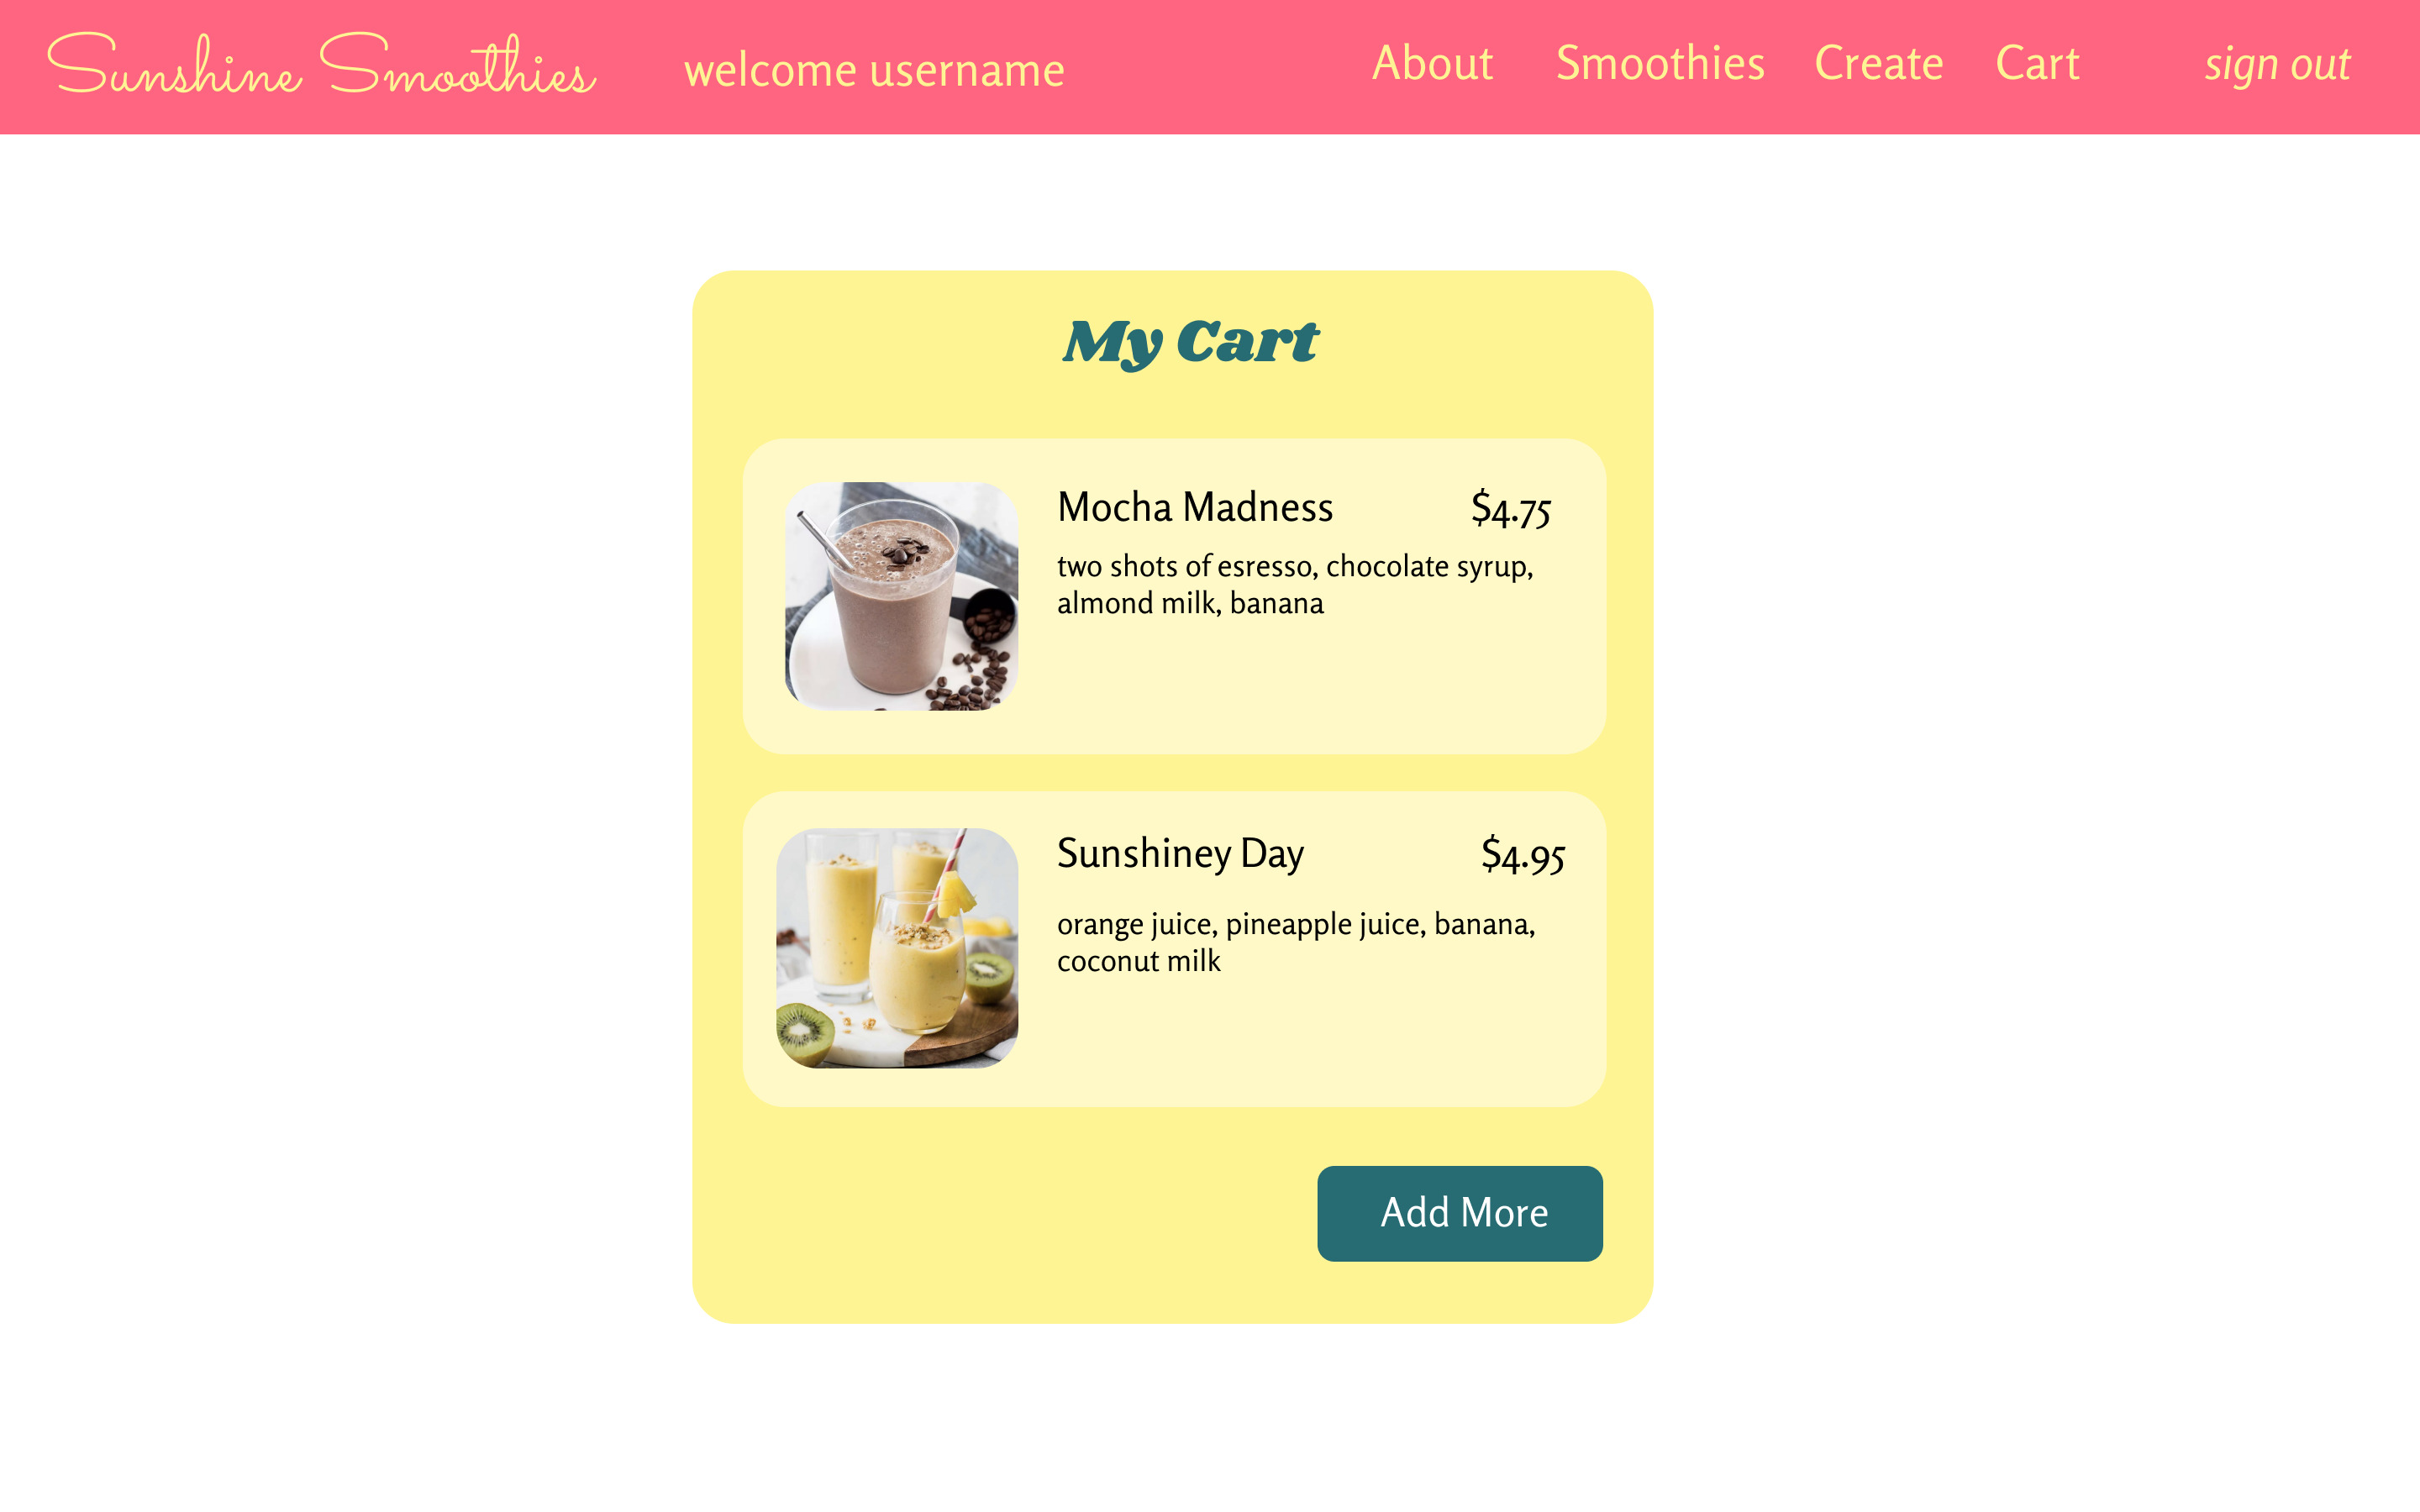 Sunshine Smoothies welcome username About Smoothies Create Cart sign out
My Cart
Mocha Madness $4.75
two shots of esresso, chocolate syrup,
almond milk, banana
Sunshiney Day $4.95
orange juice, pineapple juice, banana,
coconut milk
Add More